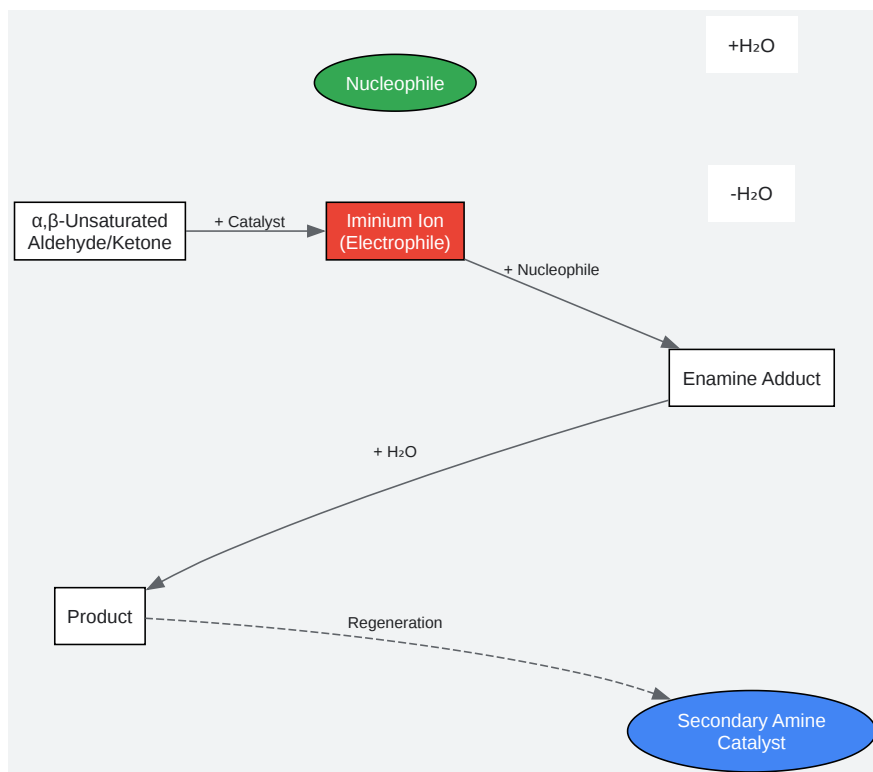 +H₂O
Nucleophile
-H₂O
α,β-Unsaturated
Aldehyde/Ketone
+ Catalyst
Iminium Ion
(Electrophile)
+ Nucleophile
Enamine Adduct
+ H₂O
Product
Regeneration
Secondary Amine
Catalyst